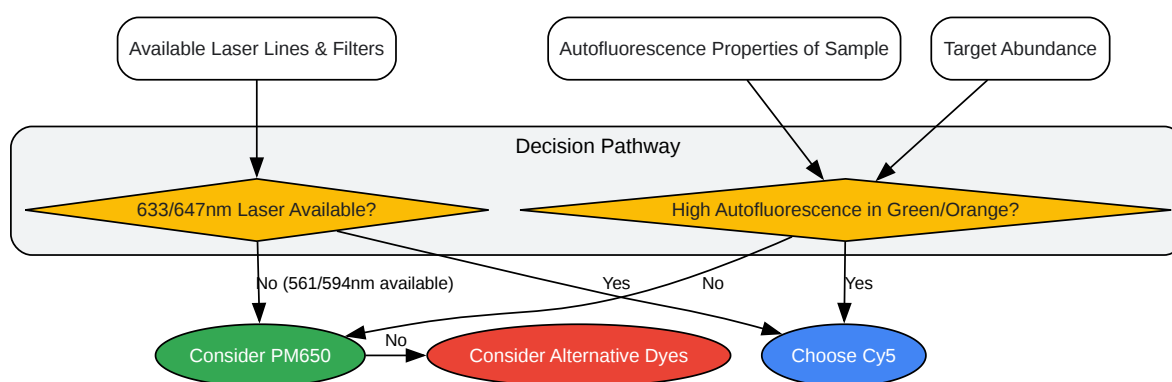 Available Laser Lines & Filters
Autofluorescence Properties of Sample
Target Abundance
Decision Pathway
633/647nm Laser Available?
High Autofluorescence in Green/Orange?
No (561/594nm available)
Yes
No
Yes
Consider PM650
No
Consider Alternative Dyes
Choose Cy5